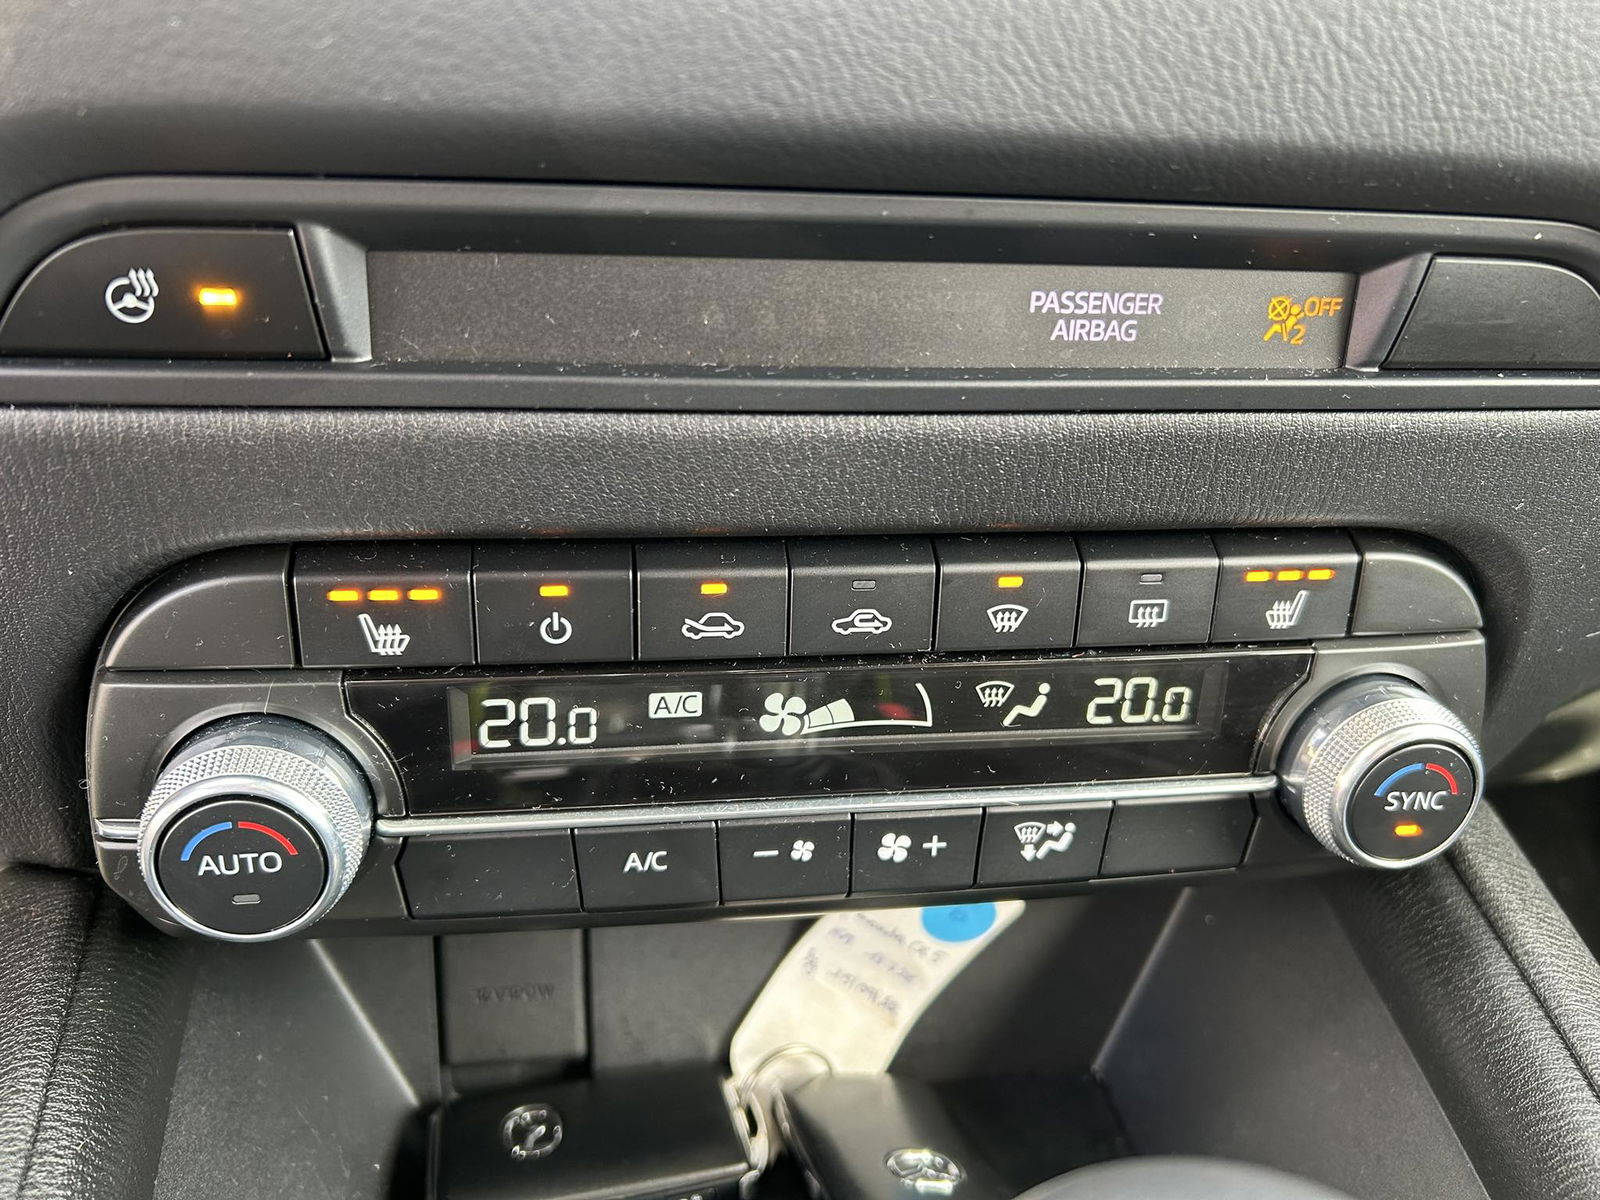 PASSENGER
AIRBAG
OFF
2
20.0
A/C
20.0
AUTO
A/C
SYNC